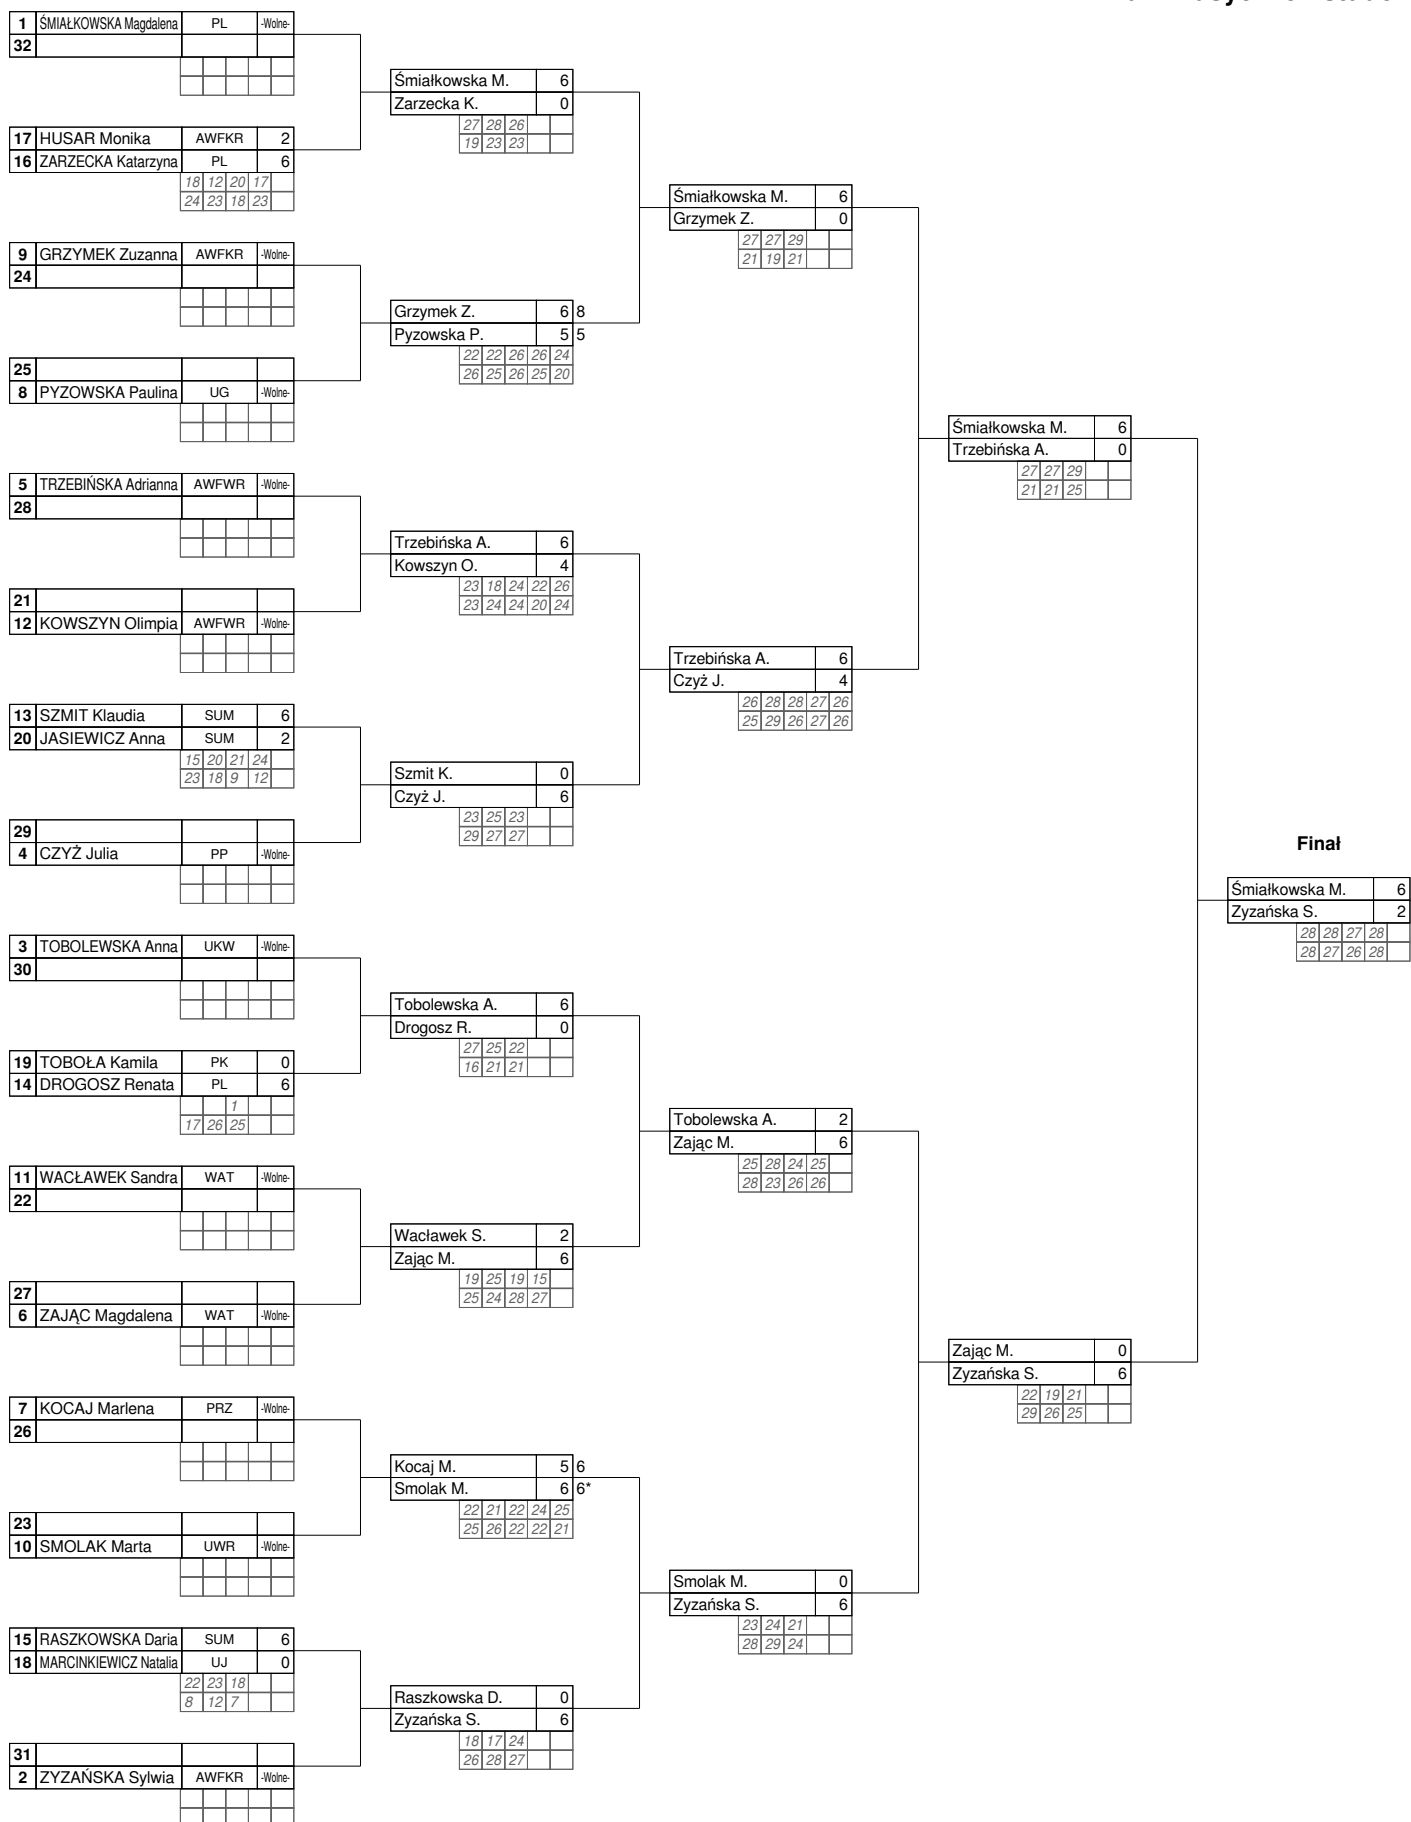 1 ŚMIAŁKOWSKA Magdalena PL -Wolne-
32
17 HUSAR Monika AWFKR 2
16 ZARZECKA Katarzyna PL 6
18 12 20 17
24 23 18 23
9 GRZYMEK Zuzanna AWFKR -Wolne-
24
25
8 PYZOWSKA Paulina UG -Wolne-
5 TRZEBIŃSKA Adrianna AWFWR -Wolne-
28
21
12 KOWSZYN Olimpia AWFWR -Wolne-
13 SZMIT Klaudia SUM 6
20 JASIEWICZ Anna SUM 2
15 20 21 24
23 18 9 12
29
4 CZYŻ Julia PP -Wolne-
3 TOBOLEWSKA Anna UKW -Wolne-
30
19 TOBOŁA Kamila PK 0
14 DROGOSZ Renata PL 6
1
17 26 25
11 WACŁAWEK Sandra WAT -Wolne-
22
27
6 ZAJĄC Magdalena WAT -Wolne-
7 KOCAJ Marlena PRZ -Wolne-
26
23
10 SMOLAK Marta UWR -Wolne-
15 RASZKOWSKA Daria SUM 6
18 MARCINKIEWICZ Natalia UJ 0
22 23 18
8 12 7
31
2 ZYZAŃSKA Sylwia AWFKR -Wolne-
Śmiałkowska M. 6
Zarzecka K. 0
27 28 26
19 23 23
Grzymek Z. 6 8
Pyzowska P. 5 5
22 22 26 26 24
26 25 26 25 20
Trzebińska A. 6
Kowszyn O. 4
23 18 24 22 26
23 24 24 20 24
Szmit K. 0
Czyż J. 6
23 25 23
29 27 27
Tobolewska A. 6
Drogosz R. 0
27 25 22
16 21 21
Wacławek S. 2
Zając M. 6
19 25 19 15
25 24 28 27
Kocaj M. 5 6
Smolak M. 6 6*
22 21 22 24 25
25 26 22 22 21
Raszkowska D. 0
Zyzańska S. 6
18 17 24
26 28 27
Śmiałkowska M. 6
Grzymek Z. 0
27 27 29
21 19 21
Trzebińska A. 6
Czyż J. 4
26 28 28 27 26
25 29 26 27 26
Tobolewska A. 2
Zając M. 6
25 28 24 25
28 23 26 26
Smolak M. 0
Zyzańska S. 6
23 24 21
28 29 24
Śmiałkowska M. 6
Trzebińska A. 0
27 27 29
21 21 25
Zając M. 0
Zyzańska S. 6
22 19 21
29 26 25
Finał
Śmiałkowska M. 6
Zyzańska S. 2
28 28 27 28
28 27 26 28